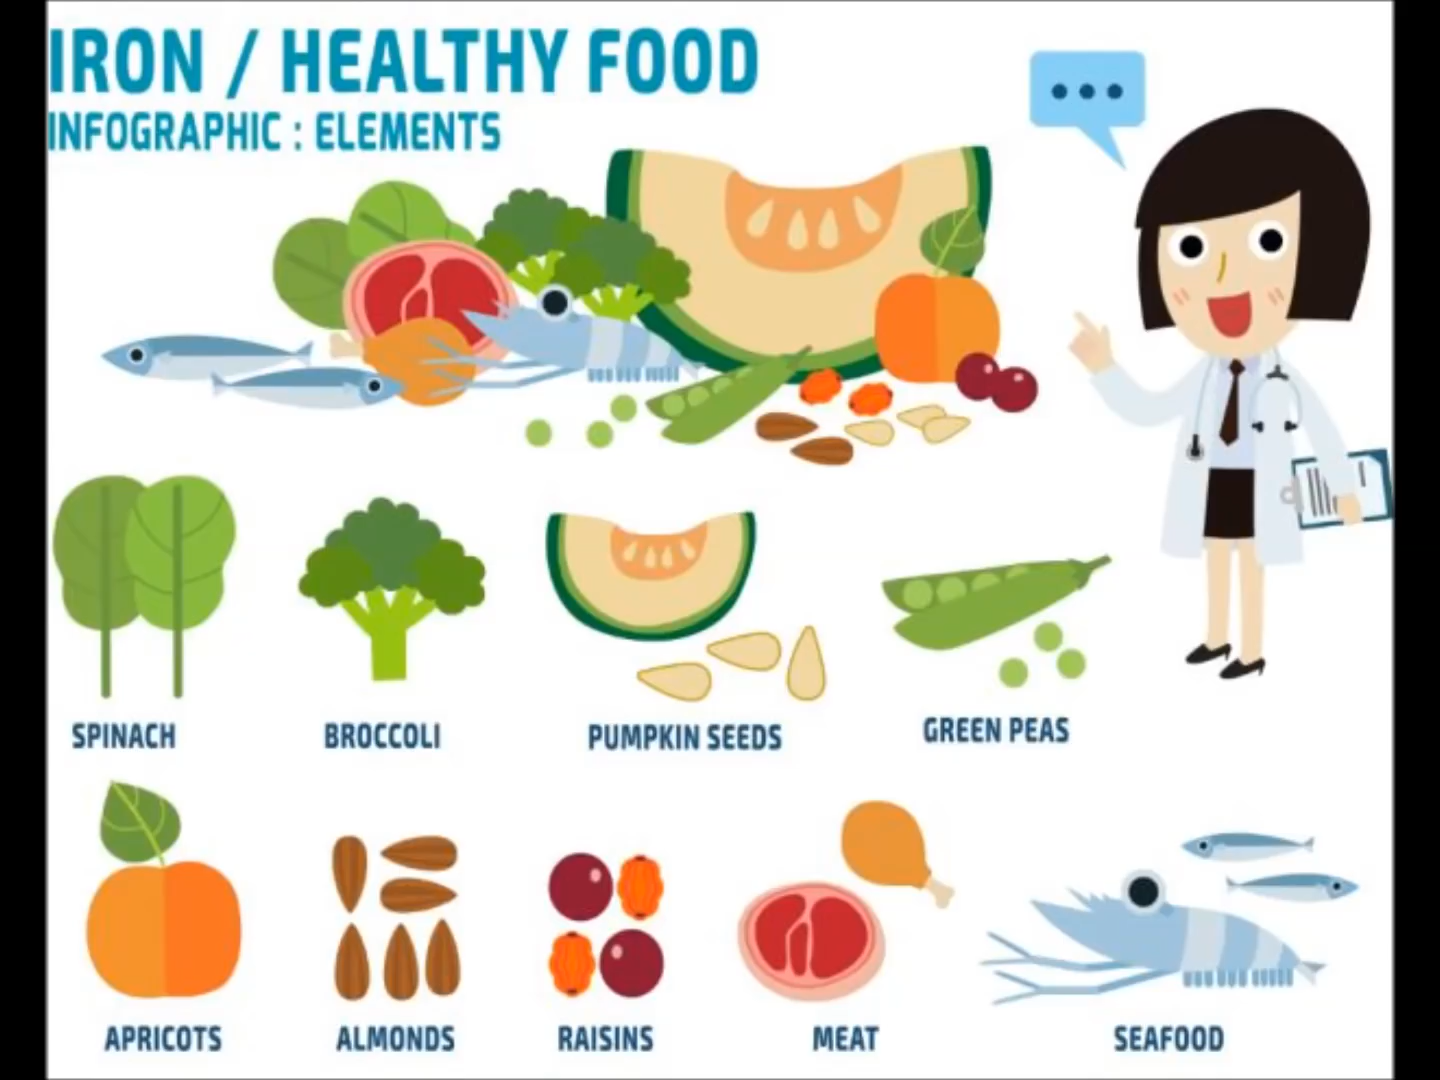 IRON / HEALTHY FOOD
INFOGRAPHIC : ELEMENTS
SPINACH
BROCCOLI
PUMPKIN SEEDS
GREEN PEAS
APRICOTS
ALMONDS
RAISINS
MEAT
SEAFOOD